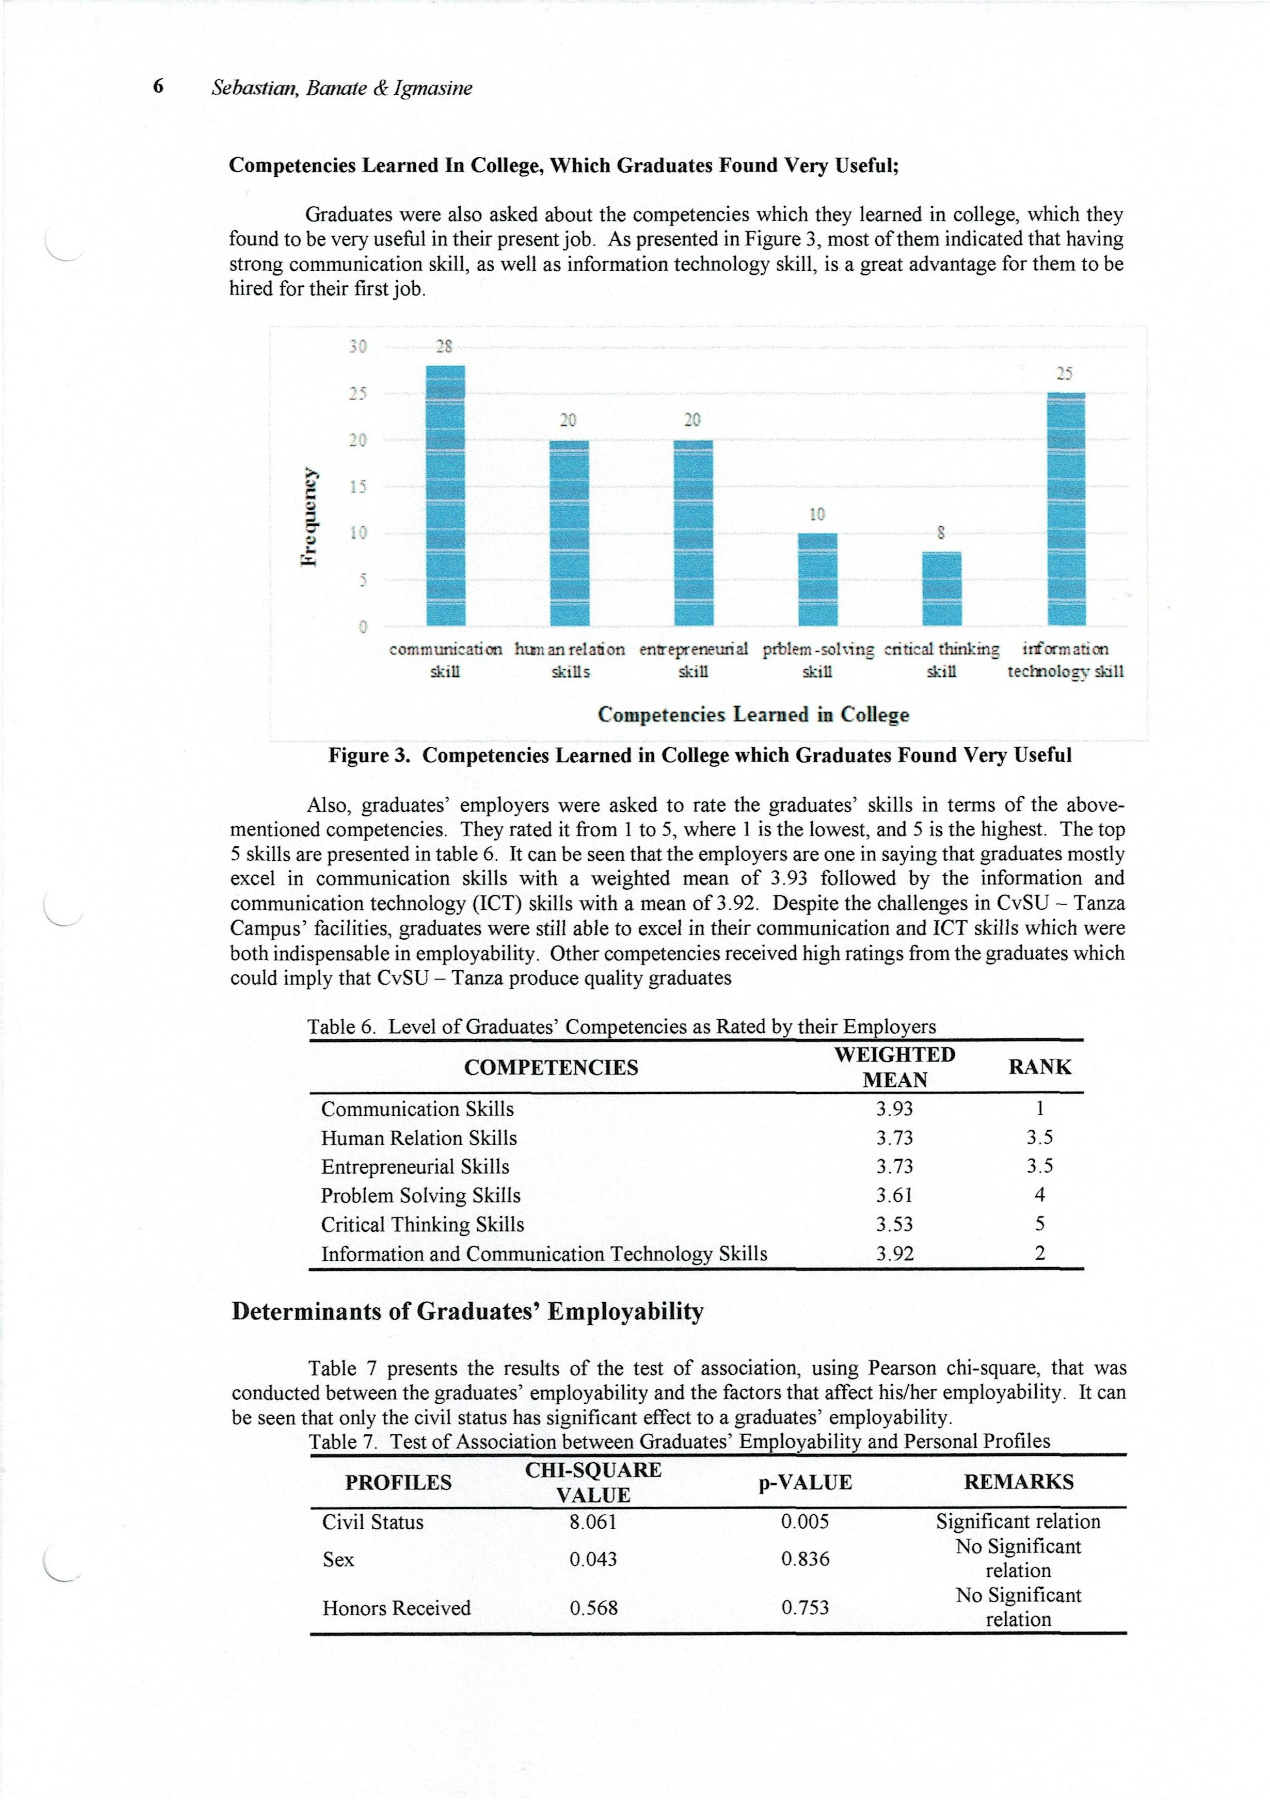 6 Sebastian, Banate & Igmasine
Competencies Learned In College, Which Graduates Found Very Useful;
Graduates were also asked about the competencies which they learned in college, which they
found to be very useful in their present job. As presented in Figure 3, most of them indicated that having
strong communication skill, as well as information technology skill, is a great advantage for them to be
hired for their first job.
30
25
20
15
10
5
0
Frequency
28
20
20
10
8
25
communication skill
human relation skills
entrepreneurial skill
prblem-solving skill
critical thinking skill
information technology skill
Competencies Learned in College
Figure 3. Competencies Learned in College which Graduates Found Very Useful
Also, graduates' employers were asked to rate the graduates' skills in terms of the above-
mentioned competencies. They rated it from 1 to 5, where 1 is the lowest, and 5 is the highest. The top
5 skills are presented in table 6. It can be seen that the employers are one in saying that graduates mostly
excel in communication skills with a weighted mean of 3.93 followed by the information and
communication technology (ICT) skills with a mean of 3.92. Despite the challenges in CvSU – Tanza
Campus' facilities, graduates were still able to excel in their communication and ICT skills which were
both indispensable in employability. Other competencies received high ratings from the graduates which
could imply that CvSU – Tanza produce quality graduates
Table 6. Level of Graduates' Competencies as Rated by their Employers
COMPETENCIES WEIGHTED MEAN RANK
Communication Skills 3.93 1
Human Relation Skills 3.73 3.5
Entrepreneurial Skills 3.73 3.5
Problem Solving Skills 3.61 4
Critical Thinking Skills 3.53 5
Information and Communication Technology Skills 3.92 2
Determinants of Graduates' Employability
Table 7 presents the results of the test of association, using Pearson chi-square, that was
conducted between the graduates' employability and the factors that affect his/her employability. It can
be seen that only the civil status has significant effect to a graduates' employability.
Table 7. Test of Association between Graduates' Employability and Personal Profiles
PROFILES CHI-SQUARE VALUE p-VALUE REMARKS
Civil Status 8.061 0.005 Significant relation
Sex 0.043 0.836 No Significant relation
Honors Received 0.568 0.753 No Significant relation